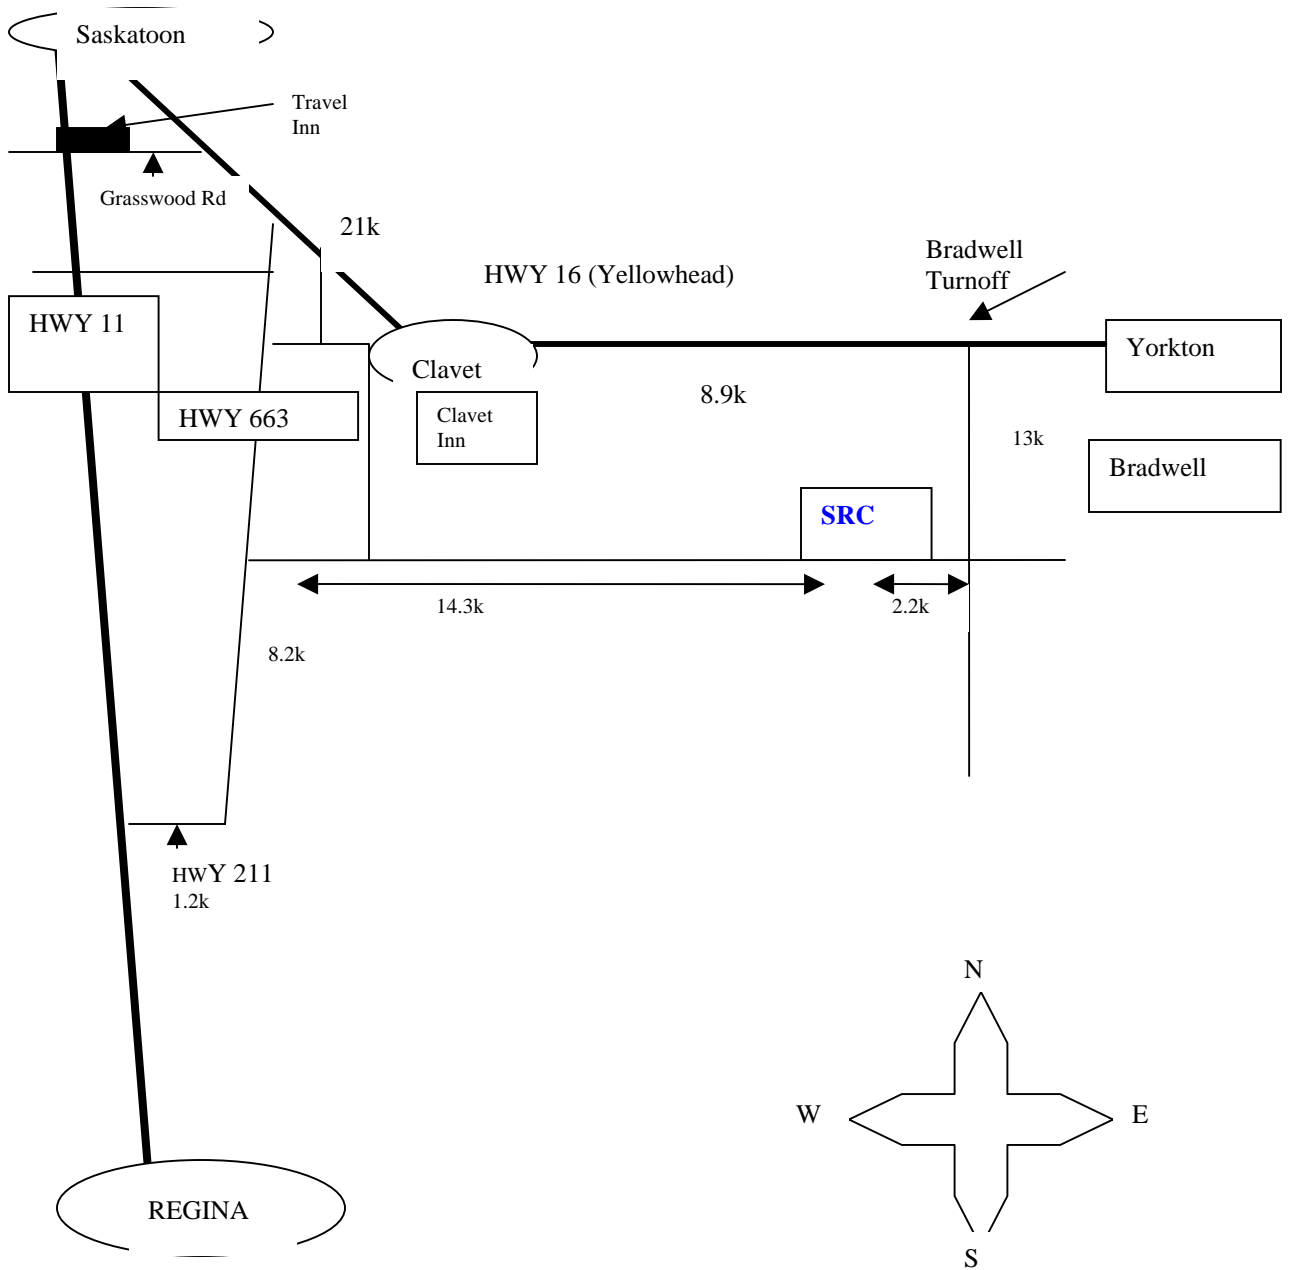 Saskatoon
Travel
Inn
Grasswood Rd
21k
Bradwell
Turnoff
HWY 16 (Yellowhead)
HWY 11
Yorkton
Clavet
8.9k
HWY 663
Clavet
Inn
13k
Bradwell
SRC
14.3k
2.2k
8.2k
HWY 211
1.2k
N
W
E
REGINA
S